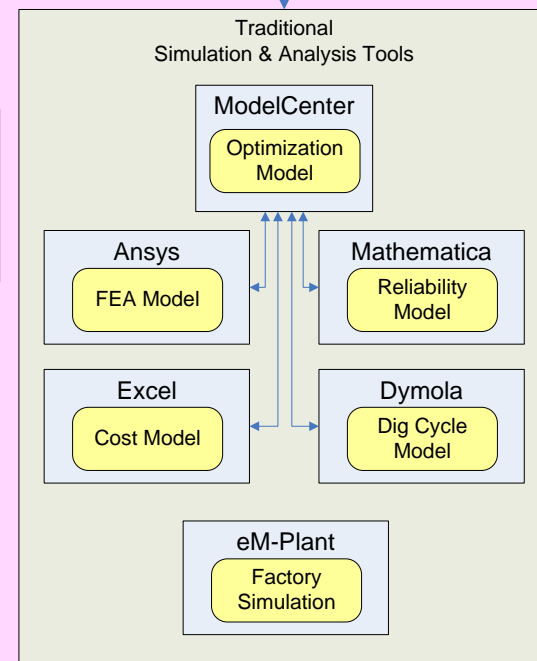 Traditional
Simulation & Analysis Tools
ModelCenter
Optimization
Model
Ansys
FEA Model
Mathematica
Reliability
Model
Excel
Cost Model
Dymola
Dig Cycle
Model
eM-Plant
Factory
Simulation